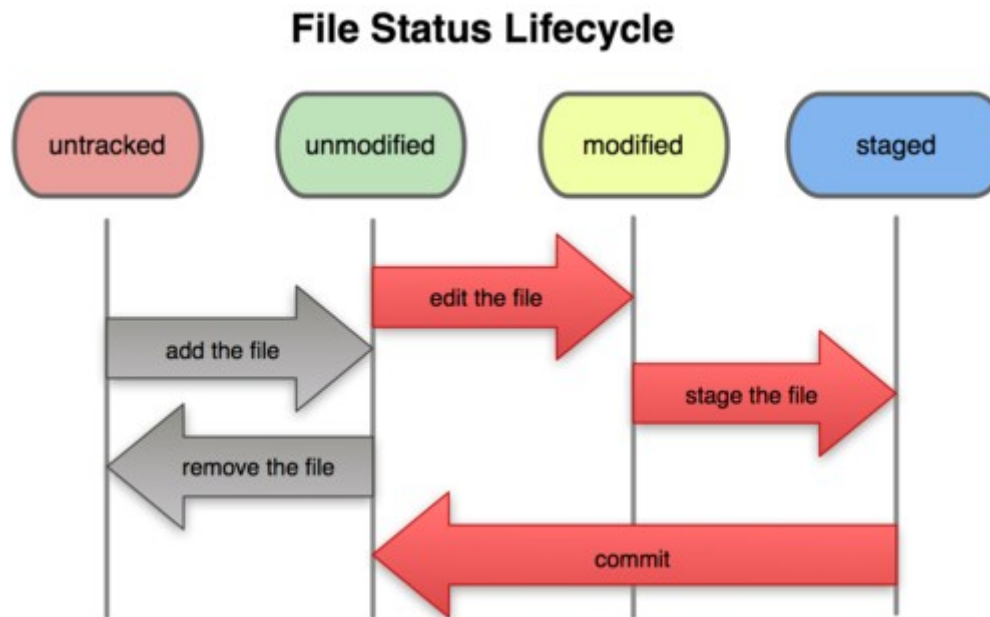 File Status Lifecycle
untracked
unmodified
modified
staged
edit the file
add the file
stage the file
remove the file
commit